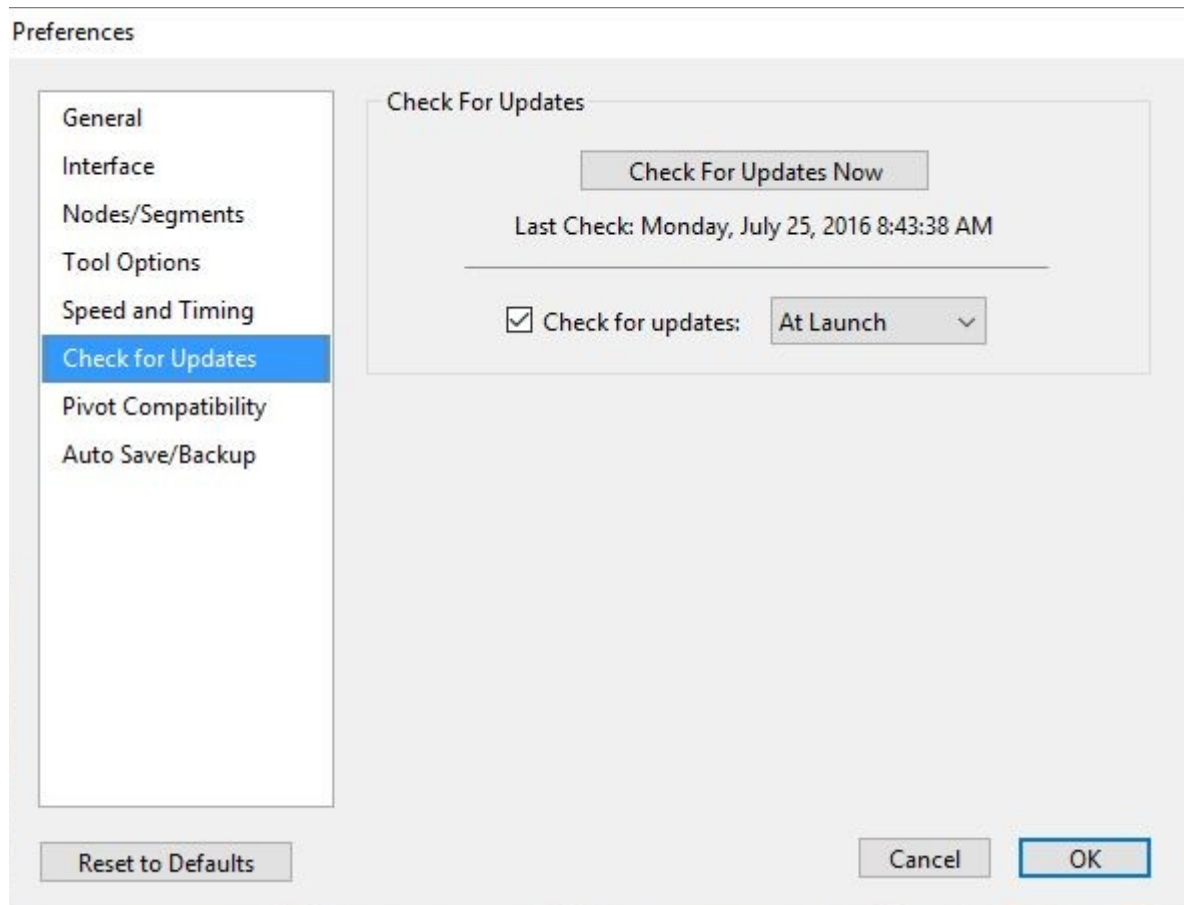 Preferences
General
Interface
Nodes/Segments
Tool Options
Speed and Timing
Check for Updates
Pivot Compatibility
Auto Save/Backup
Check For Updates
Check For Updates Now
Last Check: Monday, July 25, 2016 8:43:38 AM
Check for updates: At Launch
Reset to Defaults
Cancel
OK